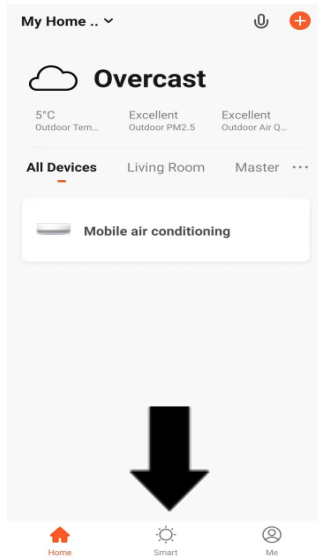 My Home ..
Overcast
5°C Excellent Excellent
Outdoor Tem... Outdoor PM2.5 Outdoor Air Q...
All Devices Living Room Master ...
Mobile air conditioning
Home Smart Me